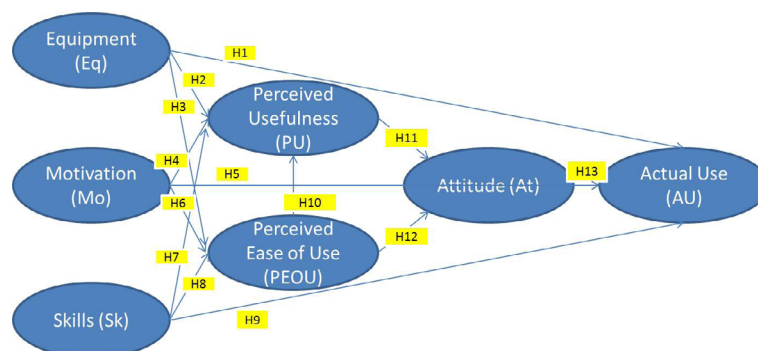 Equipment
(Eq)
H1
H2
H3
Perceived
Usefulness
(PU)
H11
H4
Motivation
(Mo)
H5
Attitude (At)
H13
Actual Use
(AU)
H6
H10
Perceived
Ease of Use
(PEOU)
H12
H7
H8
Skills (Sk)
H9